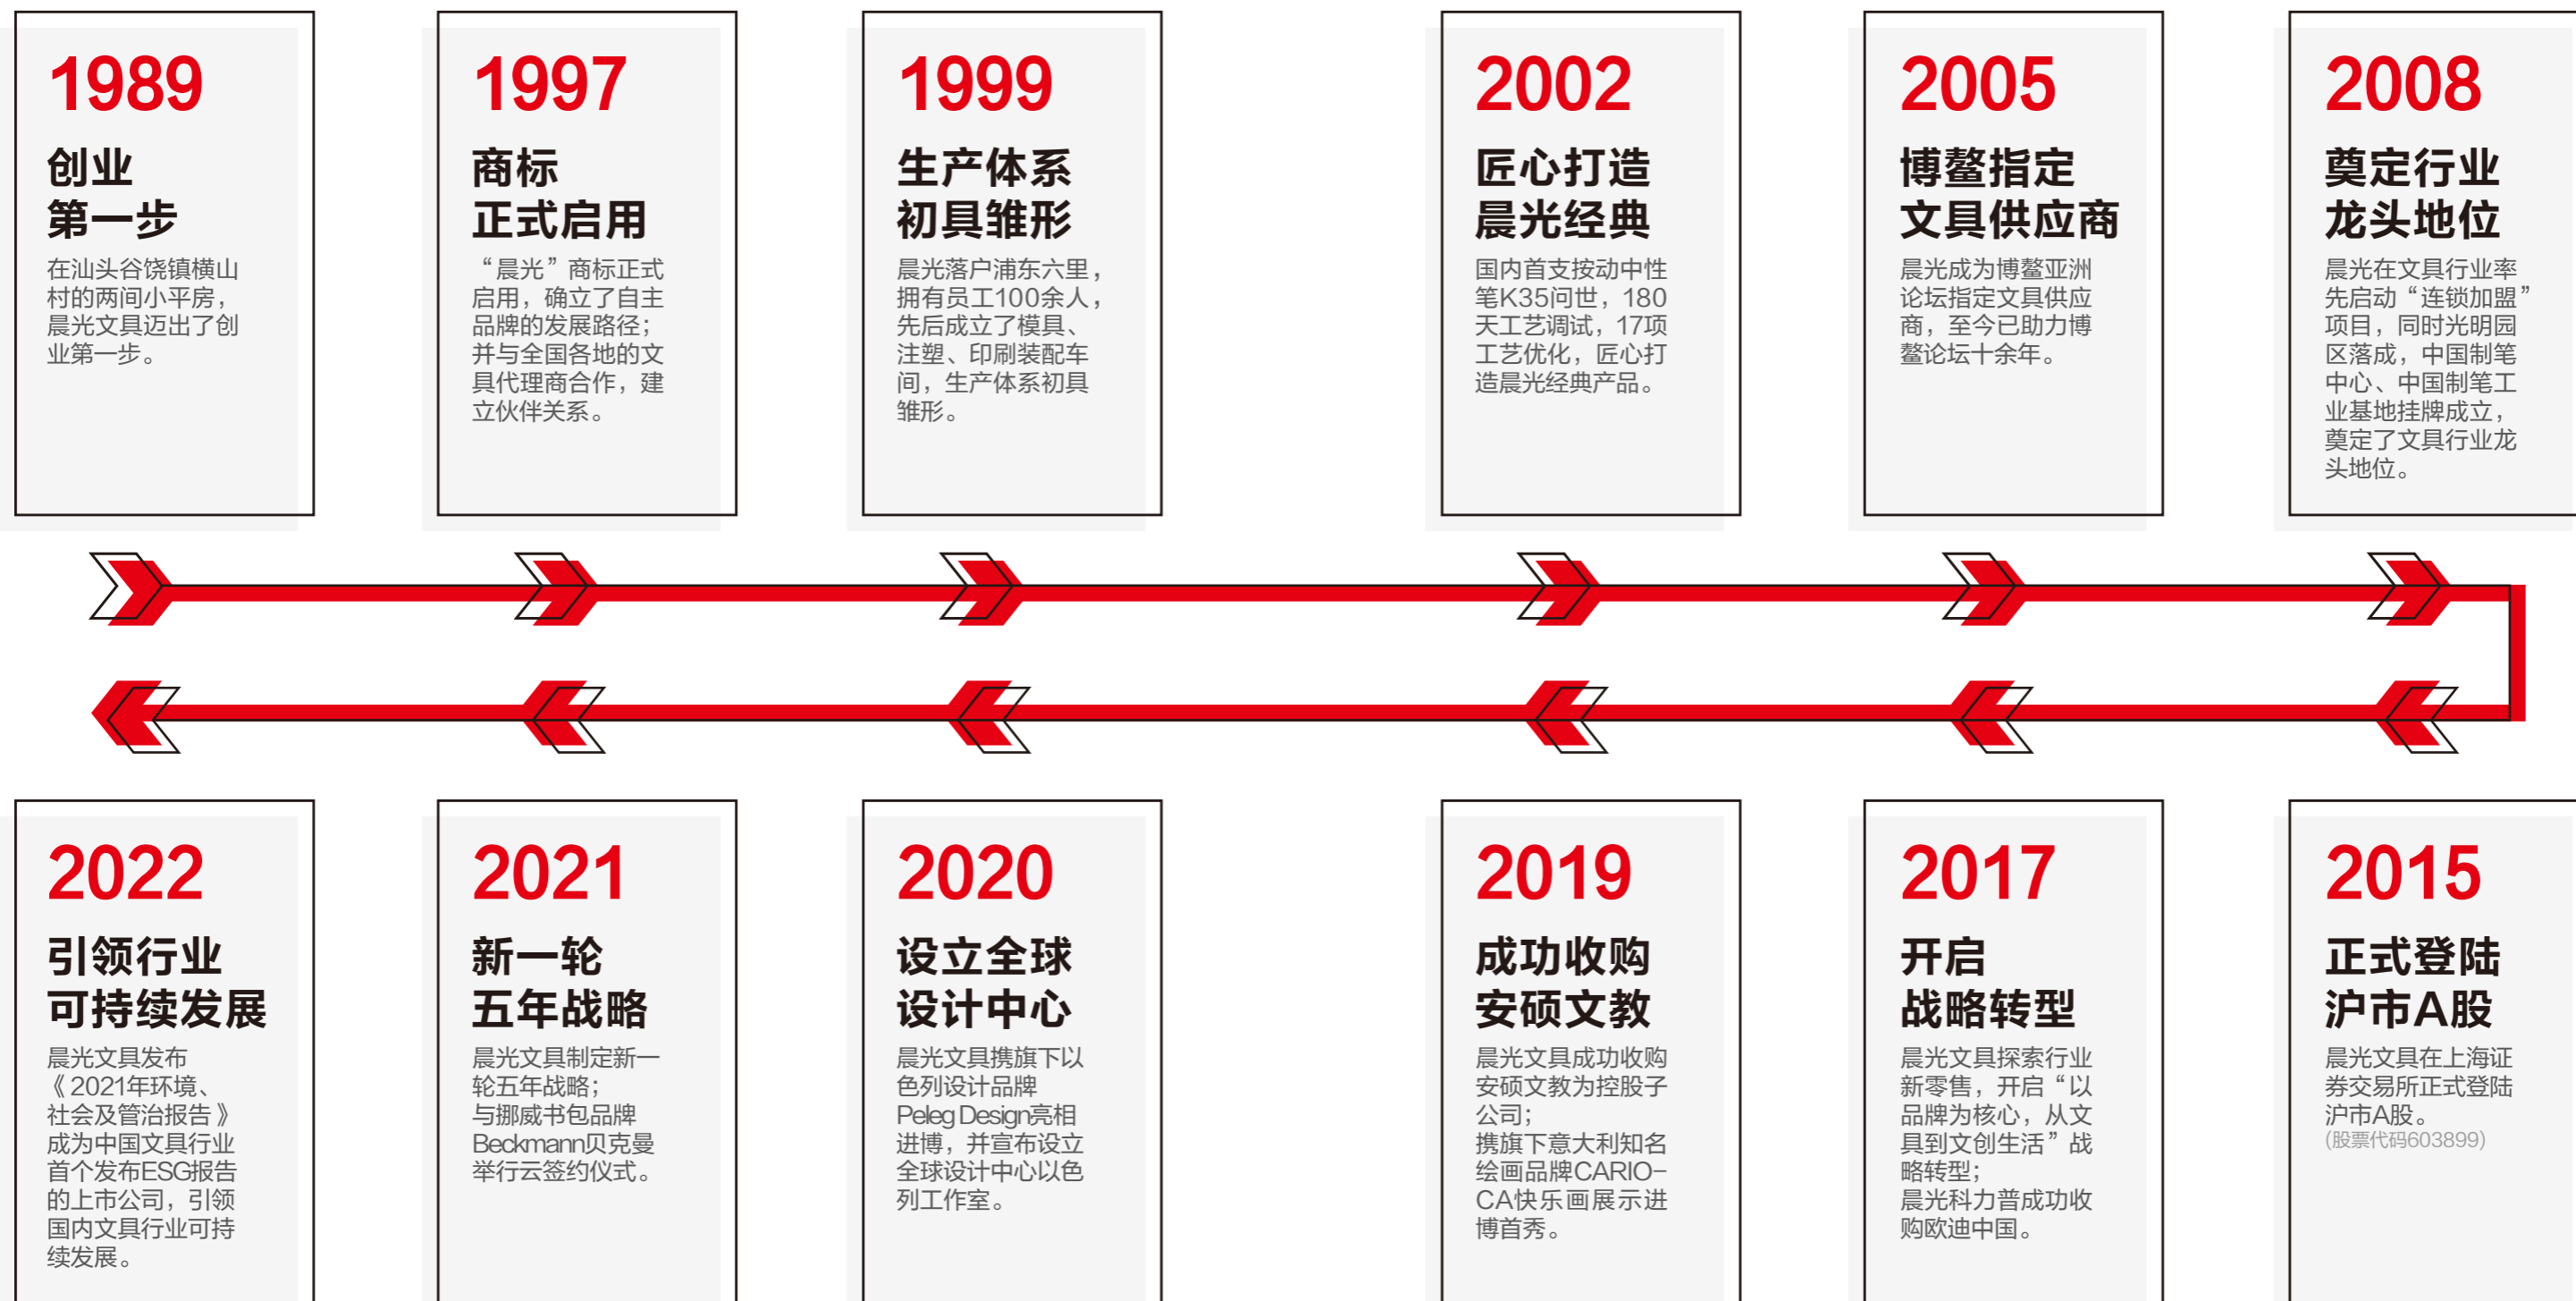 1989
创业
第一步
在汕头谷饶镇横山
村的两间小平房，
晨光文具迈出了创
业第一步。
1997
商标
正式启用
“晨光”商标正式
启用，确立了自主
品牌的发展路径；
并与全国各地的文
具代理商合作，建
立伙伴关系。
1999
生产体系
初具雏形
晨光落户浦东六里，
拥有员工100余人，
先后成立了模具、
注塑、印刷装配车
间，生产体系初具
雏形。
2002
匠心打造
晨光经典
国内首支按动中性
笔K35问世，180
天工艺调试，17项
工艺优化，匠心打
造晨光经典产品。
2005
博鳌指定
文具供应商
晨光成为博鳌亚洲
论坛指定文具供应
商，至今已助力博
鳌论坛十余年。
2008
奠定行业
龙头地位
晨光在文具行业率
先启动“连锁加盟”
项目，同时光明园
区落成，中国制笔
中心、中国制笔工
业基地挂牌成立，
奠定了文具行业龙
头地位。
2015
正式登陆
沪市A股
晨光文具在上海证
券交易所正式登陆
沪市A股。
(股票代码603899)
2017
开启
战略转型
晨光文具探索行业
新零售，开启“以
品牌为核心，从文
具到文创生活”战
略转型；
晨光科力普成功收
购欧迪中国。
2019
成功收购
安硕文教
晨光文具成功收购
安硕文教为控股子
公司；
携旗下意大利知名
绘画品牌CARIO-
CA快乐画展示进
博首秀。
2020
设立全球
设计中心
晨光文具携旗下以
色列设计品牌
Peleg Design亮相
进博，并宣布设立
全球设计中心以色
列工作室。
2021
新一轮
五年战略
晨光文具制定新一
轮五年战略；
与挪威书包品牌
Beckmann贝克曼
举行云签约仪式。
2022
引领行业
可持续发展
晨光文具发布
《2021年环境、
社会及管治报告》
成为中国文具行业
首个发布ESG报告
的上市公司，引领
国内文具行业可持
续发展。